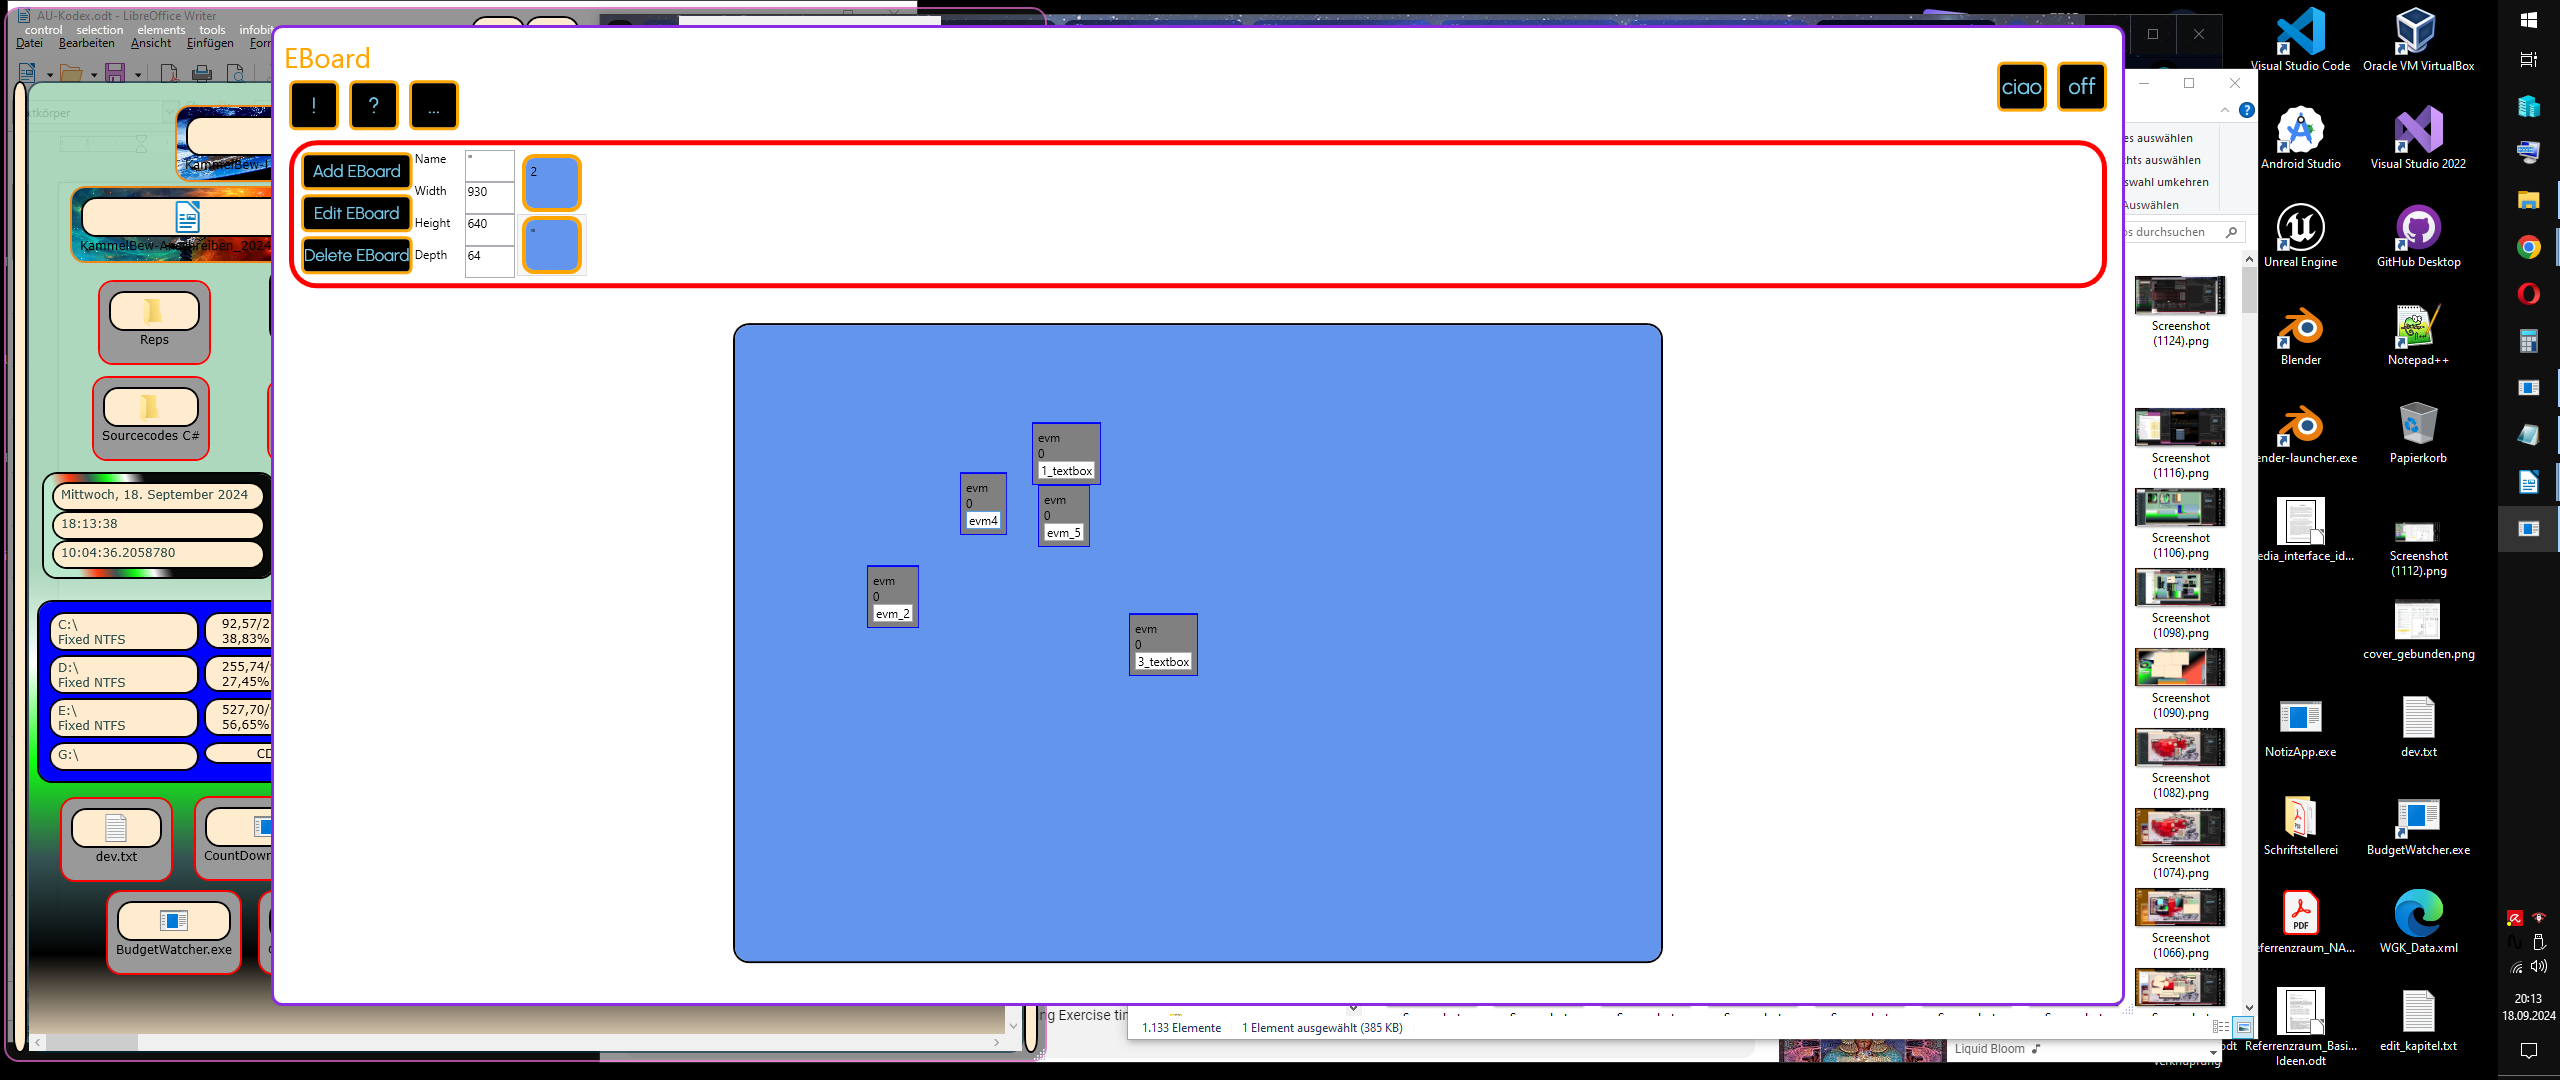 AU-Kodex.odt - LibreOffice Writer
control selection elements tools infobi
Datei Bearbeiten Ansicht Einfügen For
EBoard
!
?
...
ciao
off
Add EBoard
Edit EBoard
Delete EBoard
Name
Width
Height
Depth
"
930
640
64
2
"
evm
0
1_textbox
evm
0
evm4
evm
0
evm_5
evm
0
evm_2
evm
0
3_textbox
Reps
Sourcecodes C#
Mittwoch, 18. September 2024
18:13:38
10:04:36.2058780
C:\
Fixed NTFS
92,57/2
38,83%
D:\
Fixed NTFS
255,74/
27,45%
E:\
Fixed NTFS
527,70/
56,65%
G:\
CD
dev.txt
CountDown
BudgetWatcher.exe
ng Exercise tim
1.133 Elemente
1 Element ausgewählt (385 KB)
Liquid Bloom
es auswählen
hts auswählen
swahl umkehren
Auswählen
os durchsuchen
Screenshot
(1124).png
Screenshot
(1116).png
Screenshot
(1106).png
Screenshot
(1098).png
Screenshot
(1090).png
Screenshot
(1082).png
Screenshot
(1074).png
Screenshot
(1066).png
Visual Studio Code
Oracle VM VirtualBox
Android Studio
Visual Studio 2022
Unreal Engine
GitHub Desktop
Blender
Notepad++
ender-launcher.exe
Papierkorb
edia_interface_id...
Screenshot
(1112).png
cover_gebunden.png
NotizApp.exe
dev.txt
Schriftstellerei
BudgetWatcher.exe
PDF
eferrenzraum_NA...
WGK_Data.xml
Referrenzraum_Basi...
Ideen.odt
edit_kapitel.txt
20:13
18.09.2024